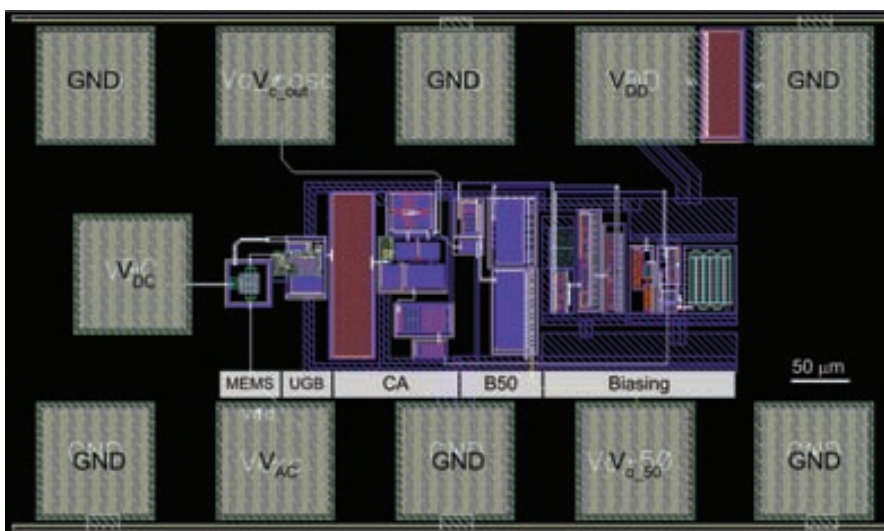 GND V_c_out GND V_DD GND
V_DC
50 µm
MEMS UGB CA B50 Biasing
GND V_AC GND V_o_50 GND